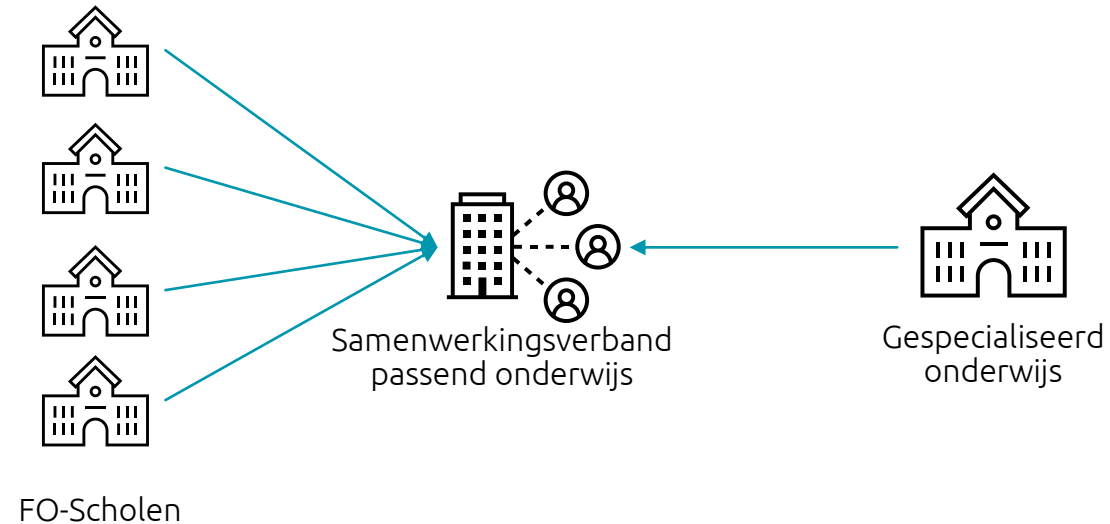 Samenwerkingsverband
passend onderwijs
Gespecialiseerd
onderwijs
FO-Scholen